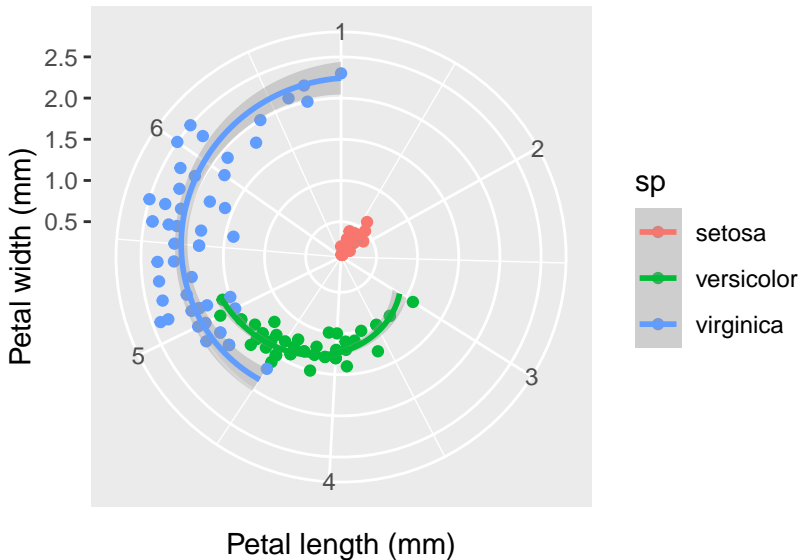 1
2.5
2.0
1.5
1.0
0.5
6
2
5
3
4
Petal width (mm)
Petal length (mm)
sp
setosa
versicolor
virginica